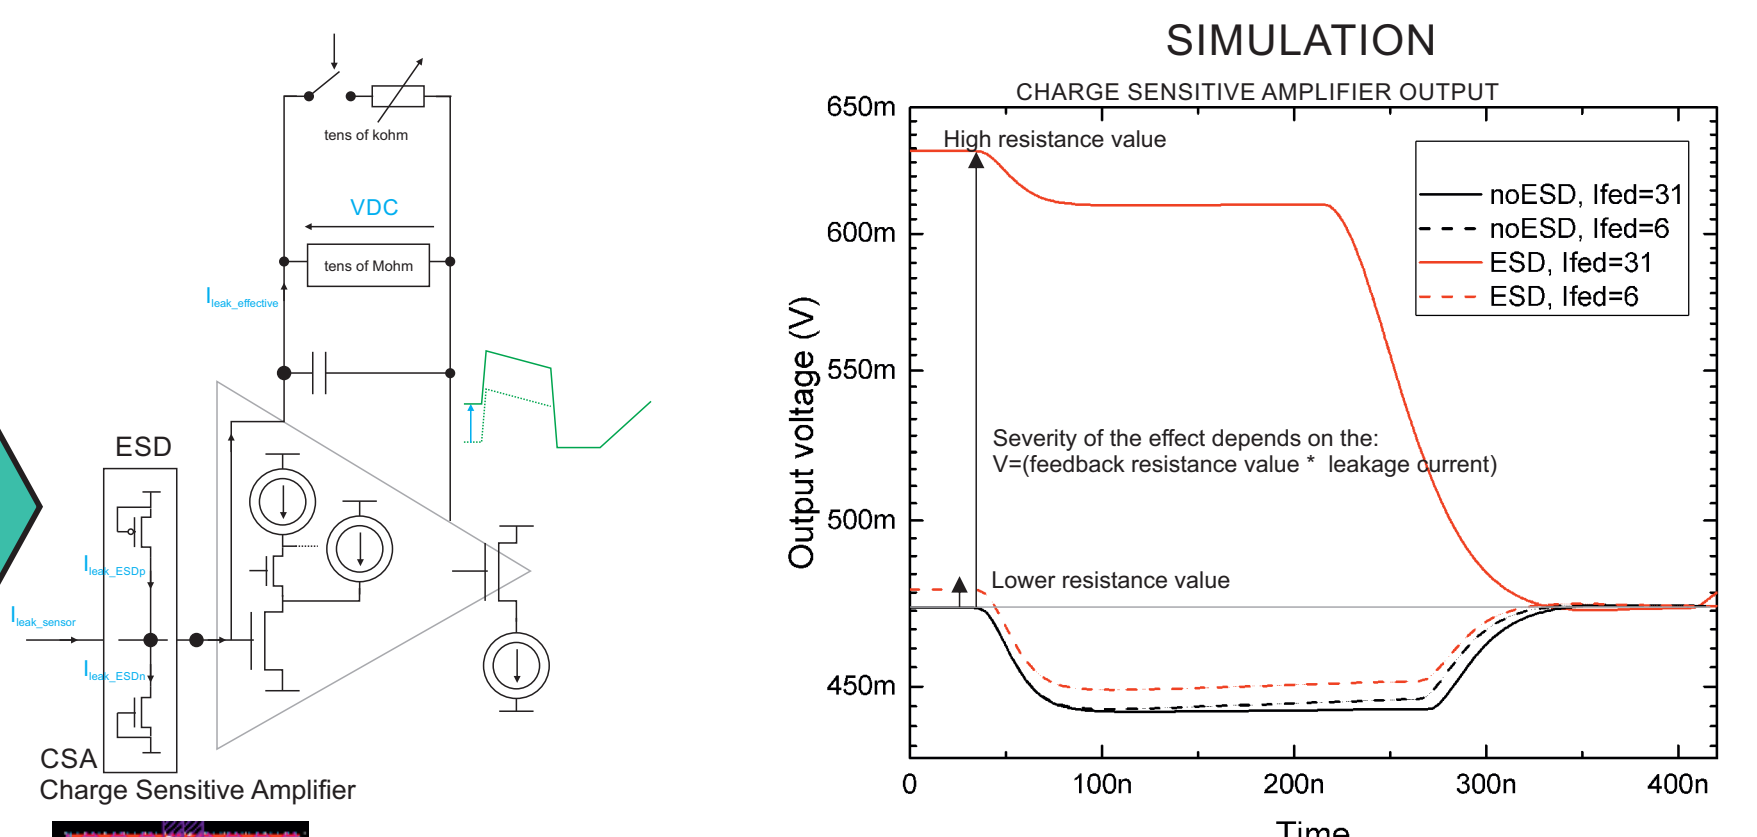 SIMULATION
CHARGE SENSITIVE AMPLIFIER OUTPUT
tens of kohm
VDC
tens of Mohm
Ileak_effective
ESD
Ileak_ESDp
Ileak_sensor
Ileak_ESDn
CSA
Charge Sensitive Amplifier
650m
600m
550m
500m
450m
Output voltage (V)
High resistance value
noESD, Ifed=31
noESD, Ifed=6
ESD, Ifed=31
ESD, Ifed=6
Severity of the effect depends on the:
V=(feedback resistance value * leakage current)
Lower resistance value
0
100n
200n
300n
400n
Time